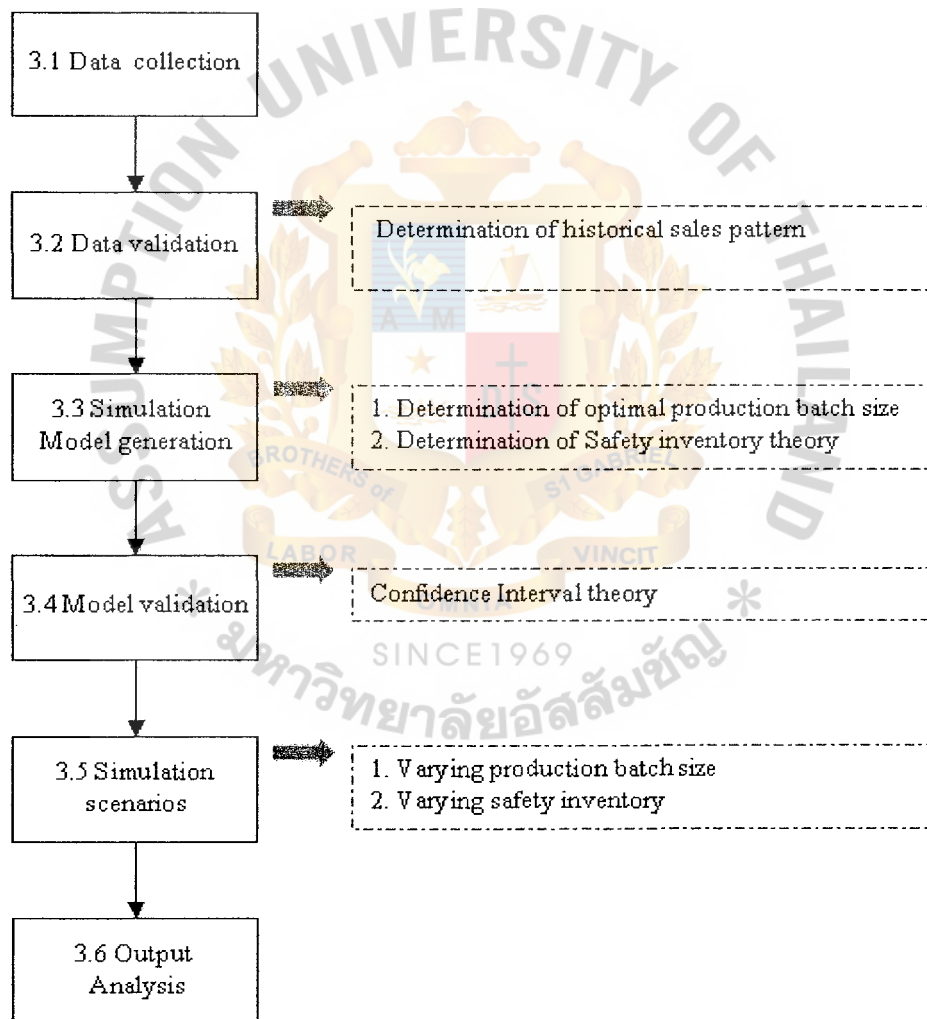 3.1 Data collection
3.2 Data validation
Determination of historical sales pattern
3.3 Simulation
Model generation
1. Determination of optimal production batch size
2. Determination of Safety inventory theory
3.4 Model validation
Confidence Interval theory
3.5 Simulation
scenarios
1. Varying production batch size
2. Varying safety inventory
3.6 Output
Analysis
ASSUMPTION UNIVERSITY OF THAILAND
A M
D S
BROTHERS of
ST GABRIEL
LABOR
OMNIA
VINCIT
SINCE1969
มหาวิทยาลัยอัสสัมชัญ